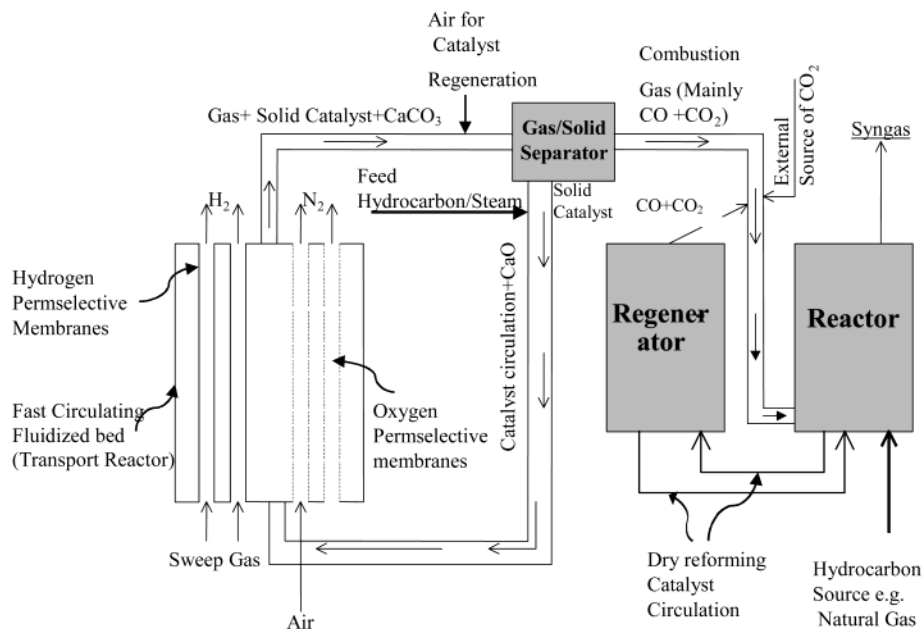 Air for
Catalyst
Regeneration
Combustion
Gas (Mainly
CO +CO2)
External
Source of CO2
Gas+ Solid Catalyst+CaCO3
Gas/Solid
Separator
Syngas
Feed
Hydrocarbon/Steam
Solid
Catalyst
CO+CO2
H2
N2
Hydrogen
Permselective
Membranes
Catalyst circulation+CaO
Regener
ator
Reactor
Fast Circulating
Fluidized bed
(Transport Reactor)
Oxygen
Permselective
membranes
Sweep Gas
Air
Dry reforming
Catalyst
Circulation
Hydrocarbon
Source e.g.
Natural Gas